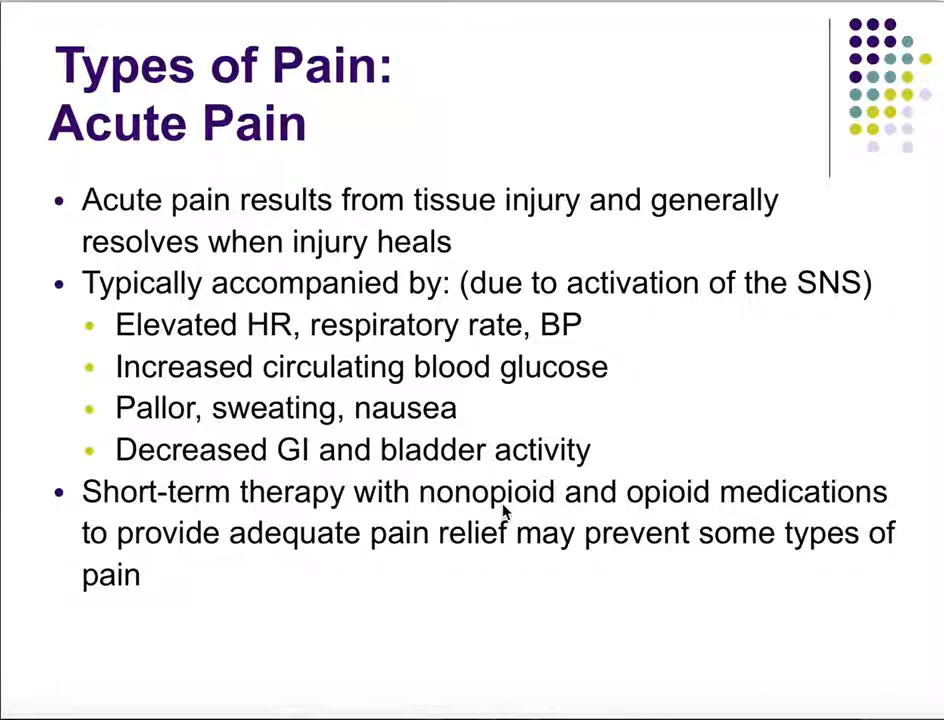 Types of Pain:
Acute Pain
• Acute pain results from tissue injury and generally
resolves when injury heals
• Typically accompanied by: (due to activation of the SNS)
• Elevated HR, respiratory rate, BP
• Increased circulating blood glucose
• Pallor, sweating, nausea
• Decreased GI and bladder activity
• Short-term therapy with nonopioid and opioid medications
to provide adequate pain relief may prevent some types of
pain